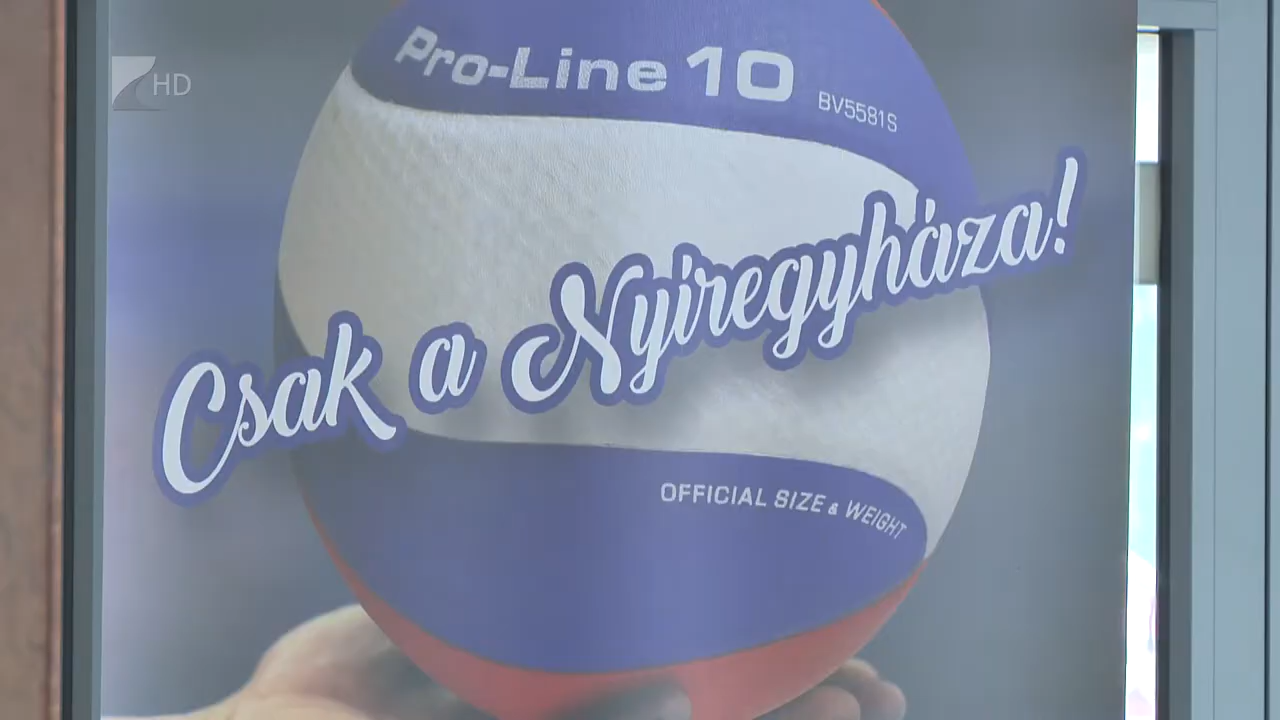 HD
Pro-Line 10
BV5581S
Csak a Nyíregyháza!
OFFICIAL SIZE & WEIGHT